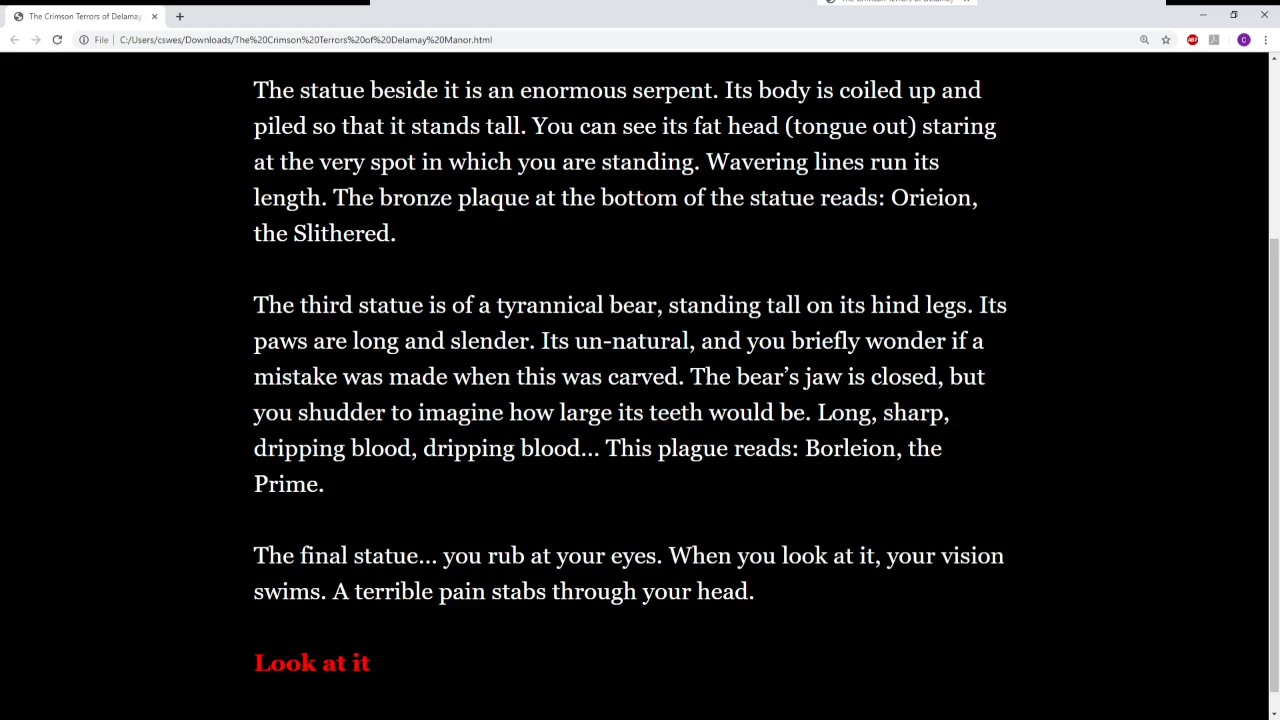 The Crimson Terrors of Delamay
The Crimson Terrors of Delamay
File
C:/Users/cswes/Downloads/The%20Crimson%20Terrors%20of%20Delamay%20Manor.html
ABP
C
The statue beside it is an enormous serpent. Its body is coiled up and
piled so that it stands tall. You can see its fat head (tongue out) staring
at the very spot in which you are standing. Wavering lines run its
length. The bronze plaque at the bottom of the statue reads: Orieion,
the Slithered.
The third statue is of a tyrannical bear, standing tall on its hind legs. Its
paws are long and slender. Its un-natural, and you briefly wonder if a
mistake was made when this was carved. The bear’s jaw is closed, but
you shudder to imagine how large its teeth would be. Long, sharp,
dripping blood, dripping blood... This plague reads: Borleion, the
Prime.
The final statue... you rub at your eyes. When you look at it, your vision
swims. A terrible pain stabs through your head.
Look at it